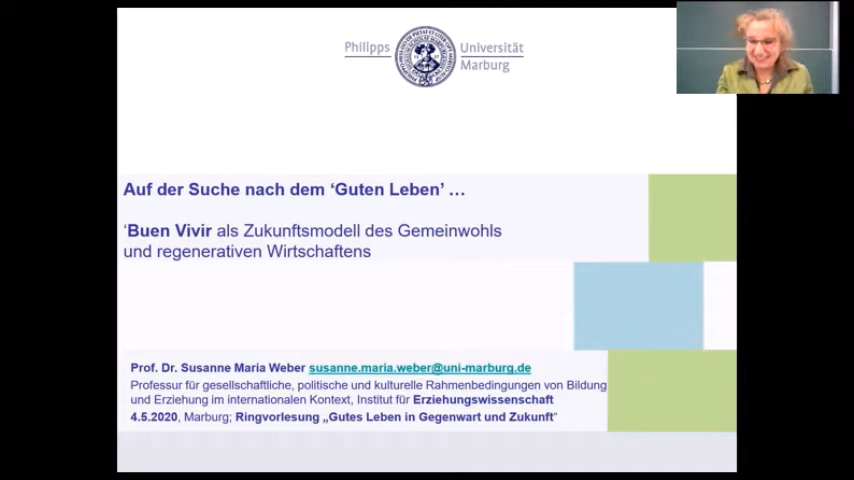 Philipps Universität
Marburg
Auf der Suche nach dem ‘Guten Leben’ …
‘Buen Vivir als Zukunftsmodell des Gemeinwohls
und regenerativen Wirtschaftens
Prof. Dr. Susanne Maria Weber susanne.maria.weber@uni-marburg.de
Professur für gesellschaftliche, politische und kulturelle Rahmenbedingungen von Bildung
und Erziehung im internationalen Kontext, Institut für Erziehungswissenschaft
4.5.2020, Marburg; Ringvorlesung „Gutes Leben in Gegenwart und Zukunft“